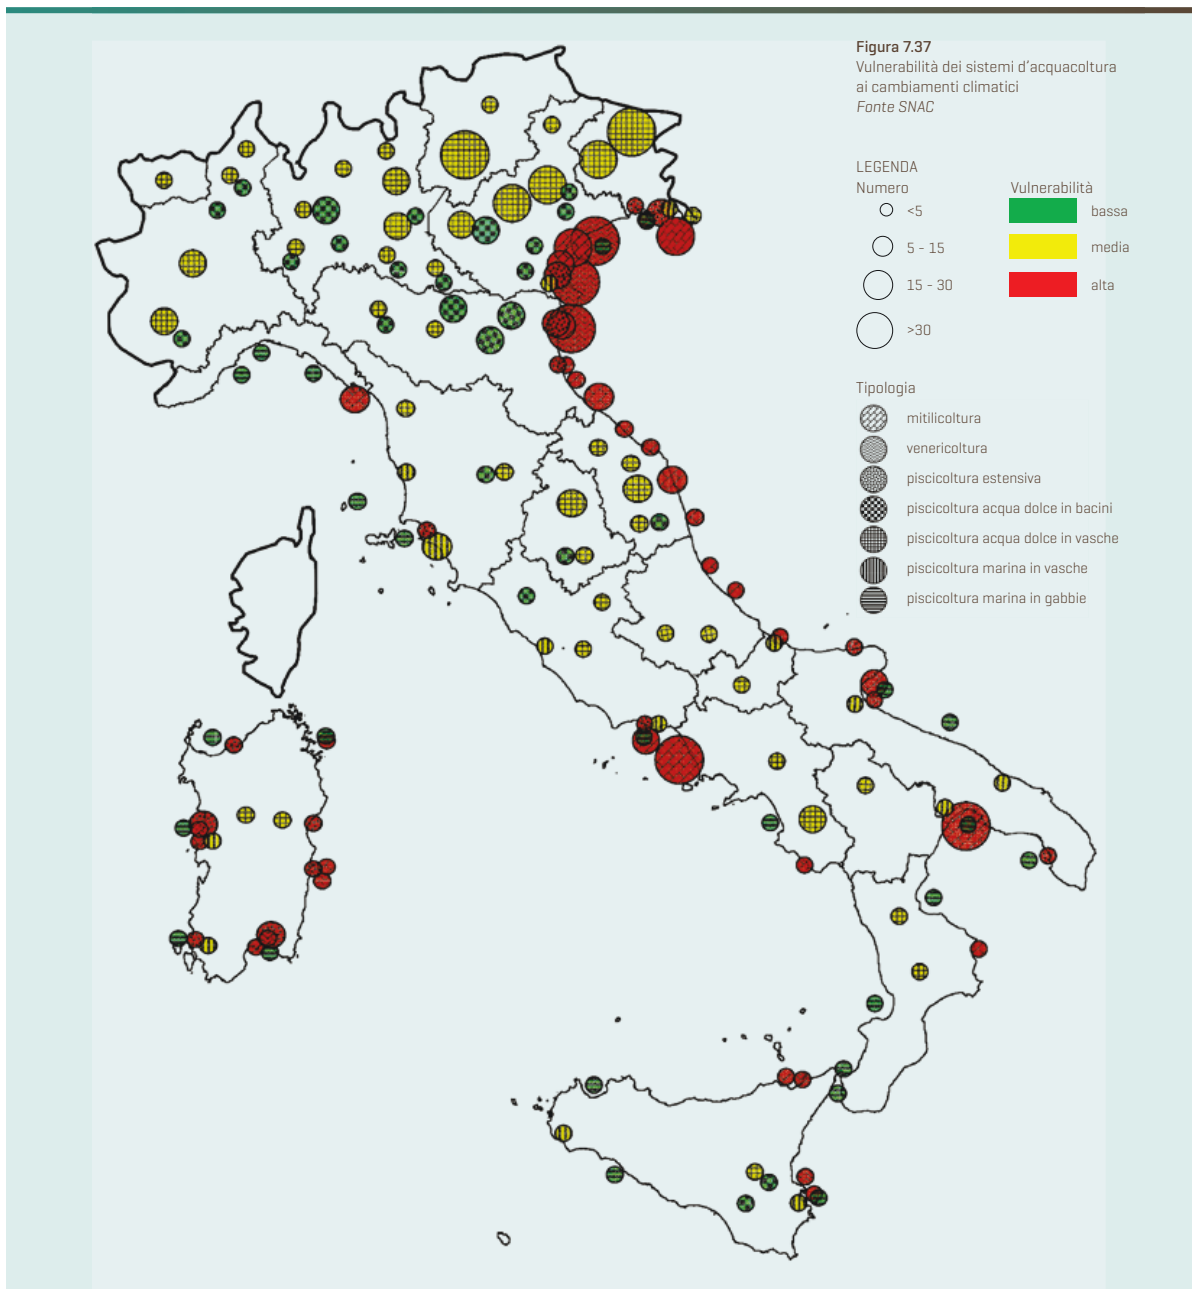 Figura 7.37
Vulnerabilità dei sistemi d'acquacoltura
ai cambiamenti climatici
Fonte SNAC
LEGENDA
Numero
<5
5 - 15
15 - 30
>30
Vulnerabilità
bassa
media
alta
Tipologia
mitilicoltura
venericoltura
piscicoltura estensiva
piscicoltura acqua dolce in bacini
piscicoltura acqua dolce in vasche
piscicoltura marina in vasche
piscicoltura marina in gabbie